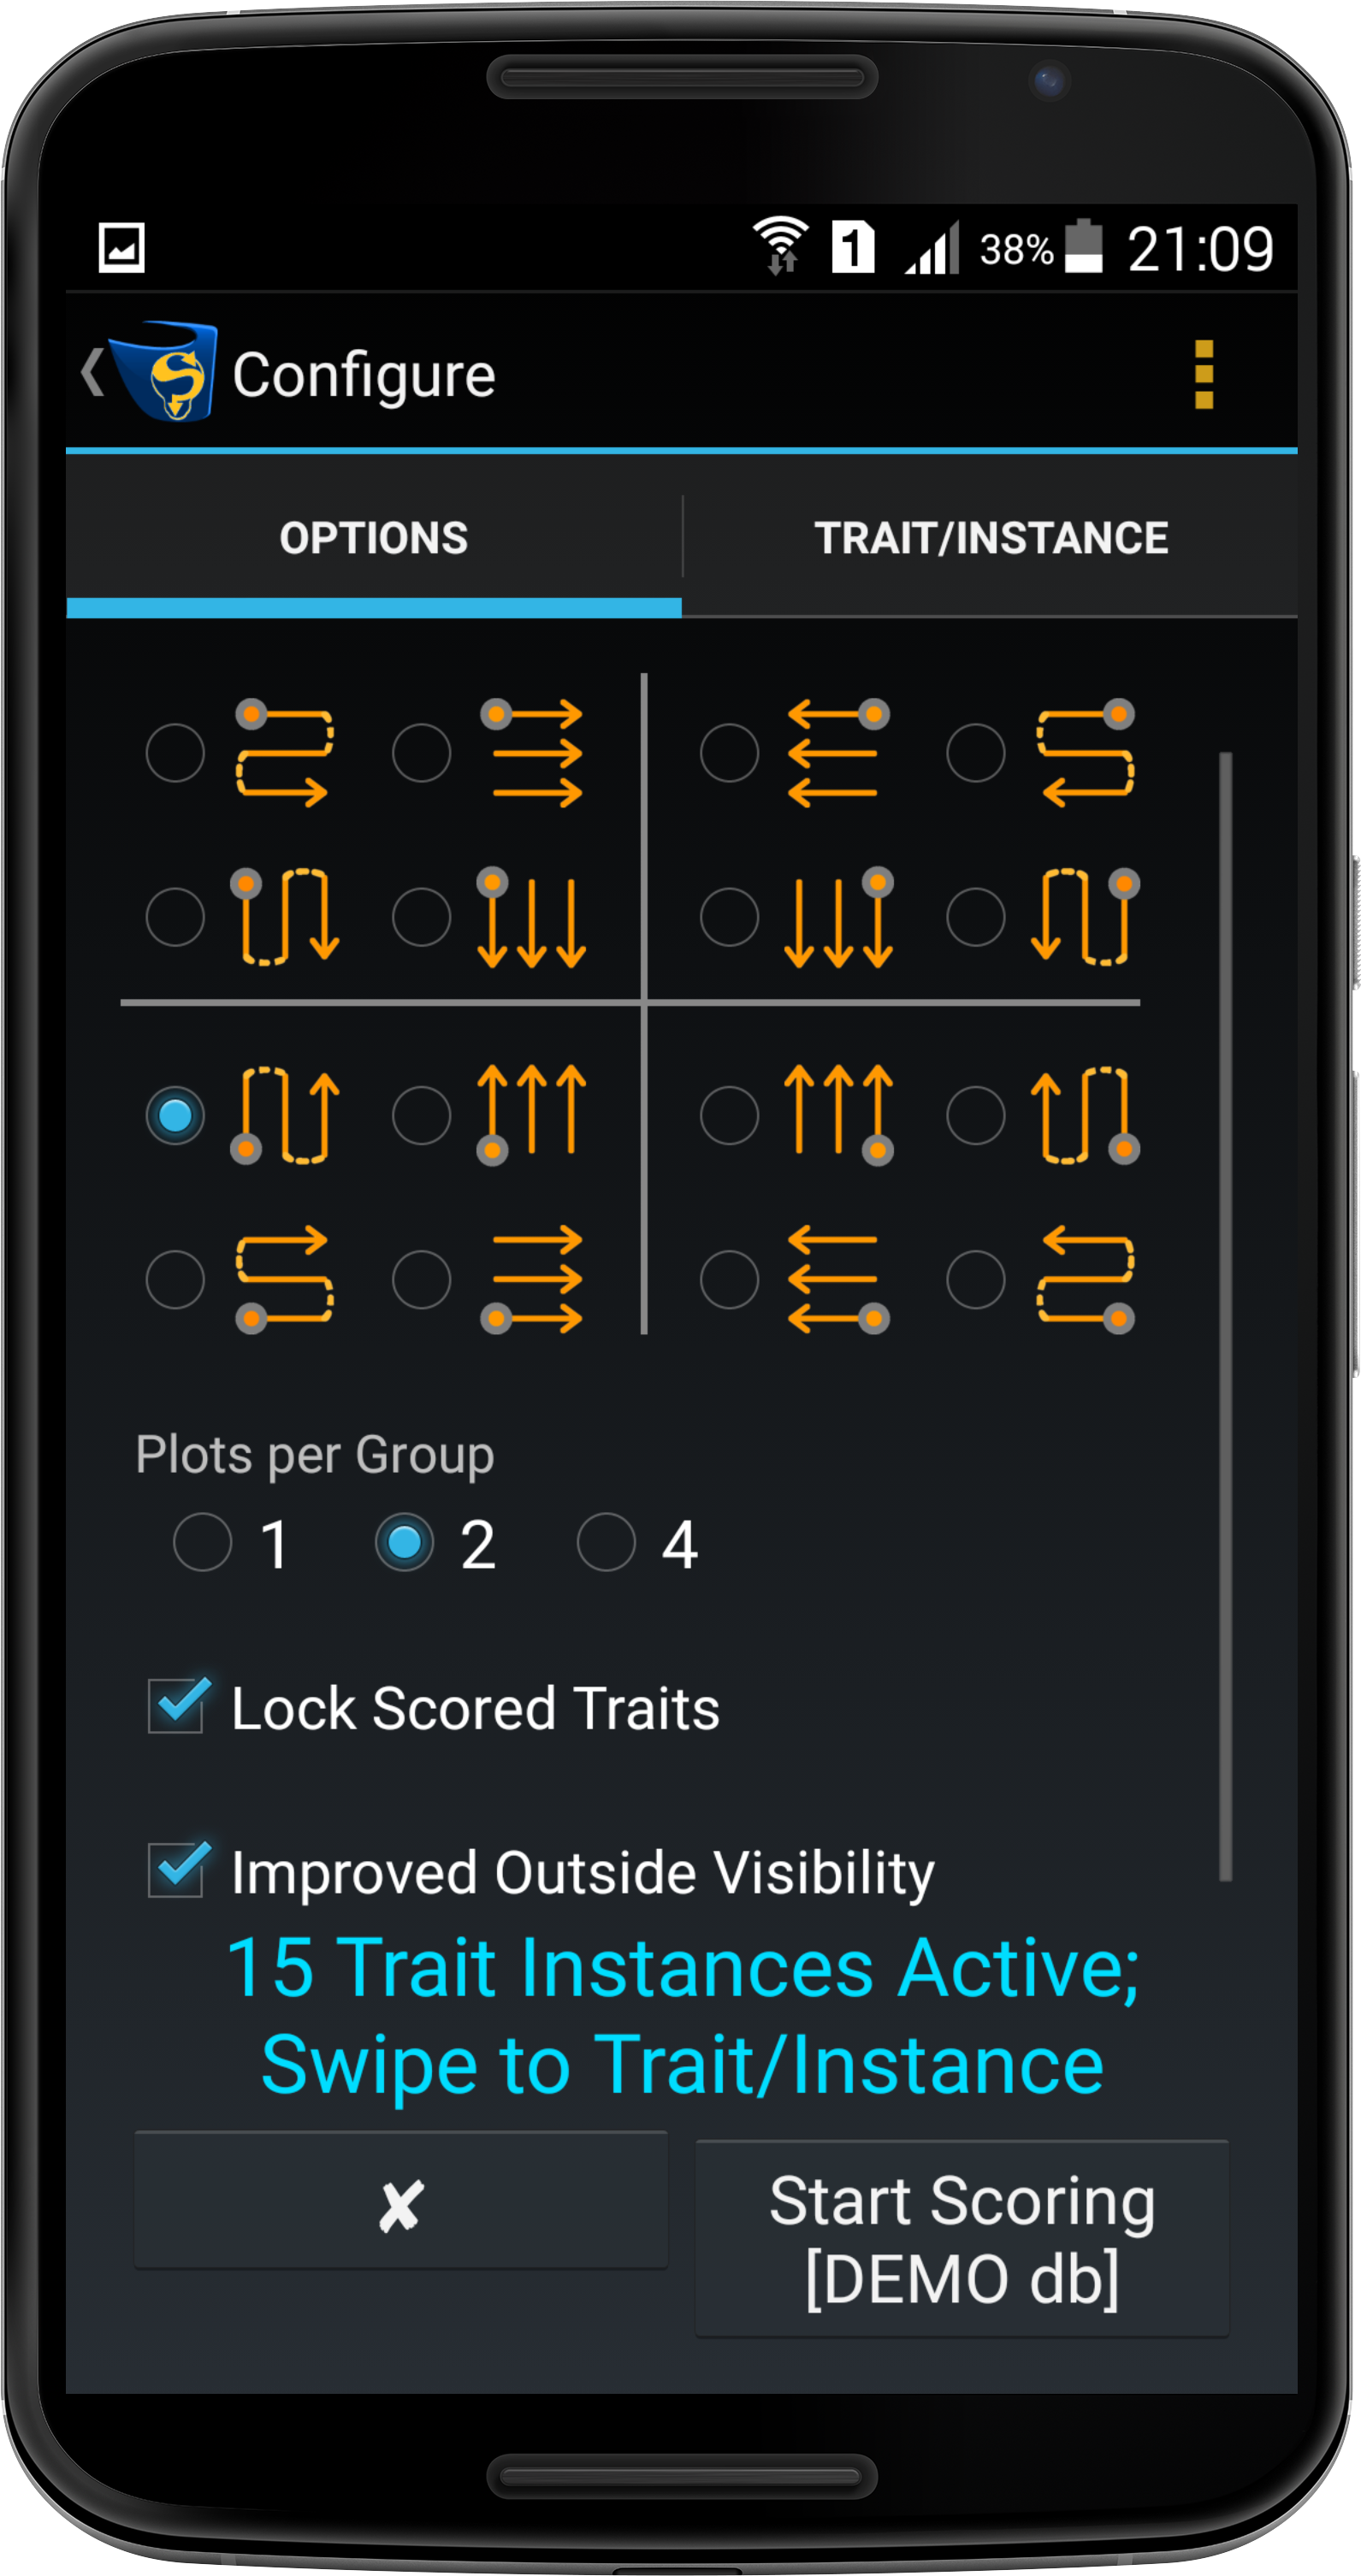 1 38% 21:09
Configure
OPTIONS TRAIT/INSTANCE
Plots per Group
1 2 4
Lock Scored Traits
Improved Outside Visibility
15 Trait Instances Active;
Swipe to Trait/Instance
✘ Start Scoring
[DEMO db]